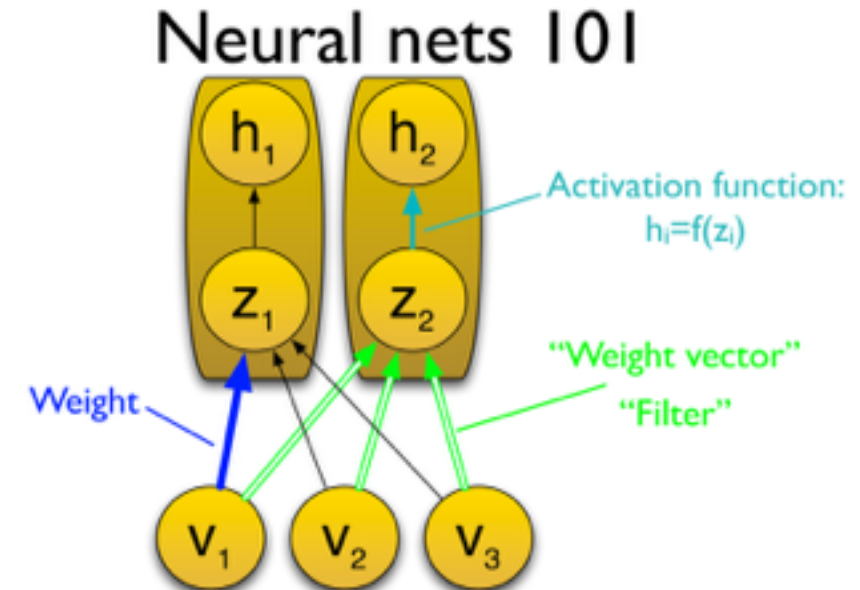 Neural nets 101
h₁
h₂
Activation function:
hᵢ=f(zᵢ)
z₁
z₂
“Weight vector”
Weight
“Filter”
v₁
v₂
v₃